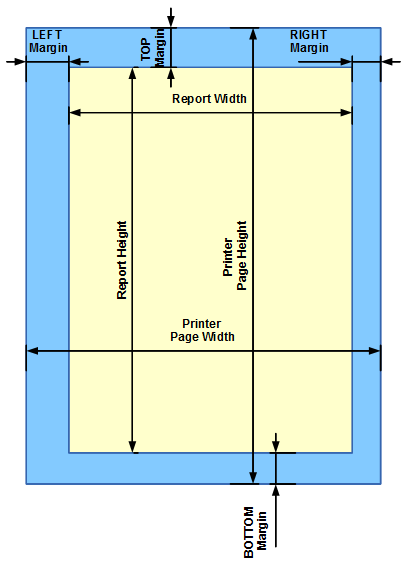 LEFT
Margin
TOP
Margin
RIGHT
Margin
Report Width
Report Height
Printer
Page Height
Printer
Page Width
BOTTOM
Margin